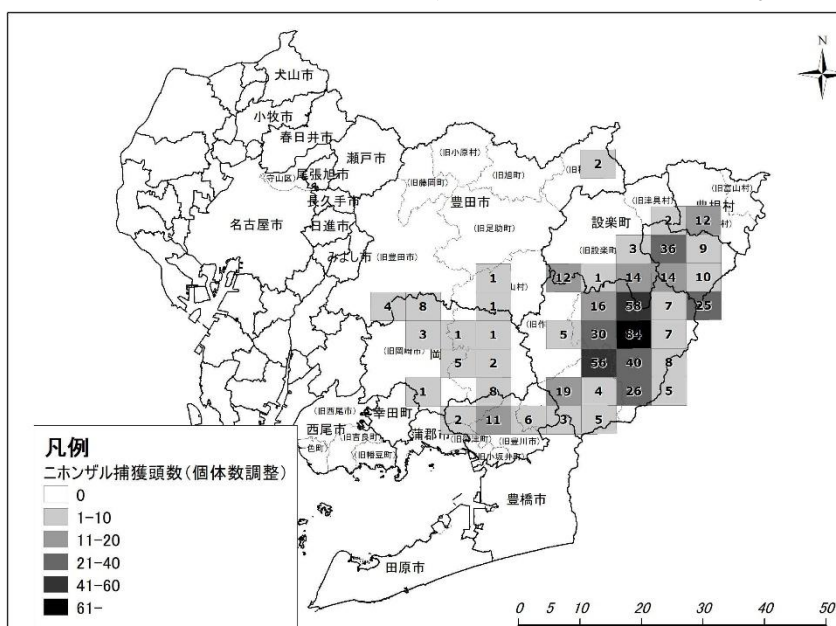 N
犬山市
小牧市
春日井市
瀬戸市
(旧小原村)
2
(守山区)
尾張旭市
(旧藤岡町)
(旧旭町)
(旧富山村)
長久手市
豊田市
(旧津具村)
豊根村
名古屋市
日進市
(旧足助町)
設楽町
2 12
みよし市
(旧豊田市)
(旧設楽町
3 36 9
1 12 1 14 14 10
4 8 1 16 58 7 25
3 1 1 (旧作 5 30 84 7
(旧岡崎市) 岡
5 2 56 40 8
1 8 19 4 26 5
(旧西尾市) 幸田町
2 11 6 3 5
西尾市 (旧吉良町) 蒲郡市 (旧豊川市)
色町) (旧幡豆町) (旧小坂井町)
豊橋市
田原市
凡例
ニホンザル捕獲頭数(個体数調整)
0
1-10
11-20
21-40
41-60
61-
0 5 10 20 30 40 50